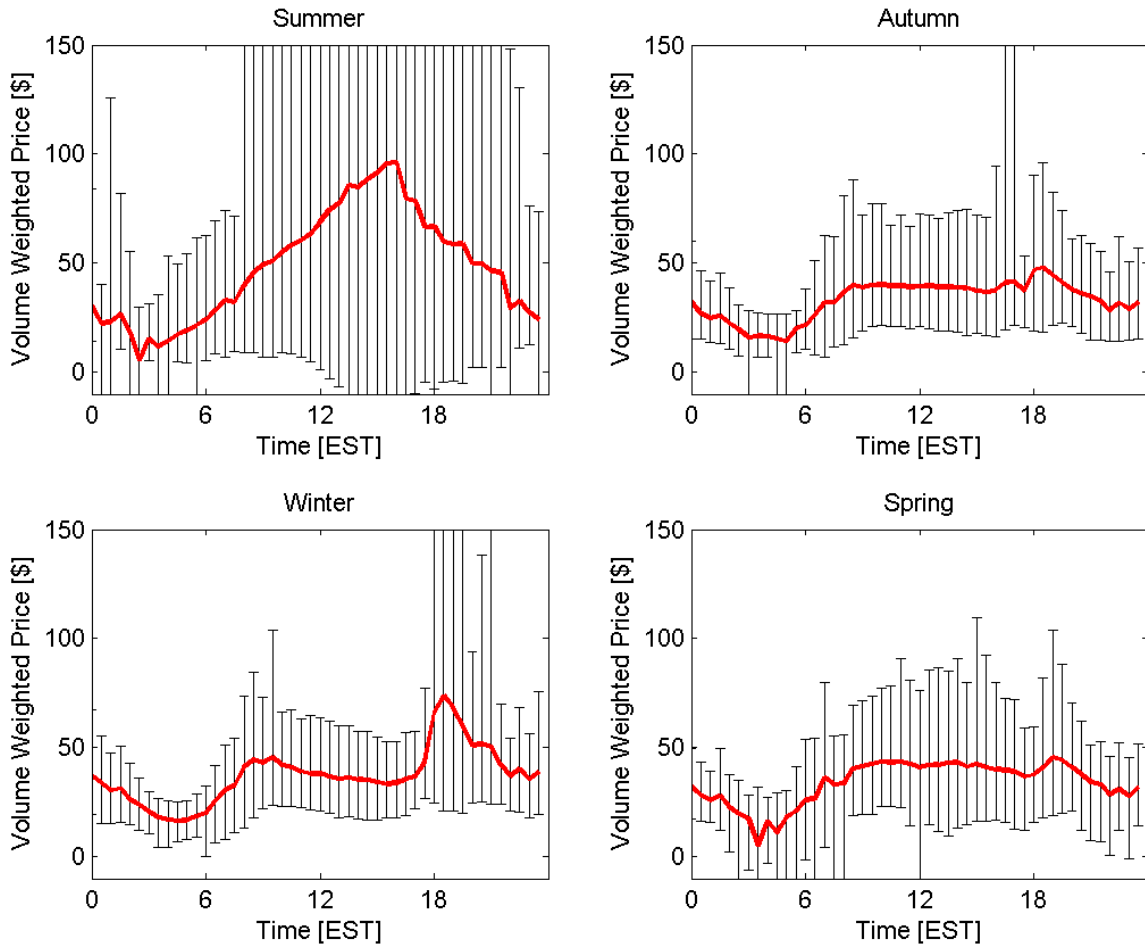 Summer
150
100
50
0
Volume Weighted Price [$]
0 6 12 18
Time [EST]
Autumn
150
100
50
0
Volume Weighted Price [$]
0 6 12 18
Time [EST]
Winter
150
100
50
0
Volume Weighted Price [$]
0 6 12 18
Time [EST]
Spring
150
100
50
0
Volume Weighted Price [$]
0 6 12 18
Time [EST]